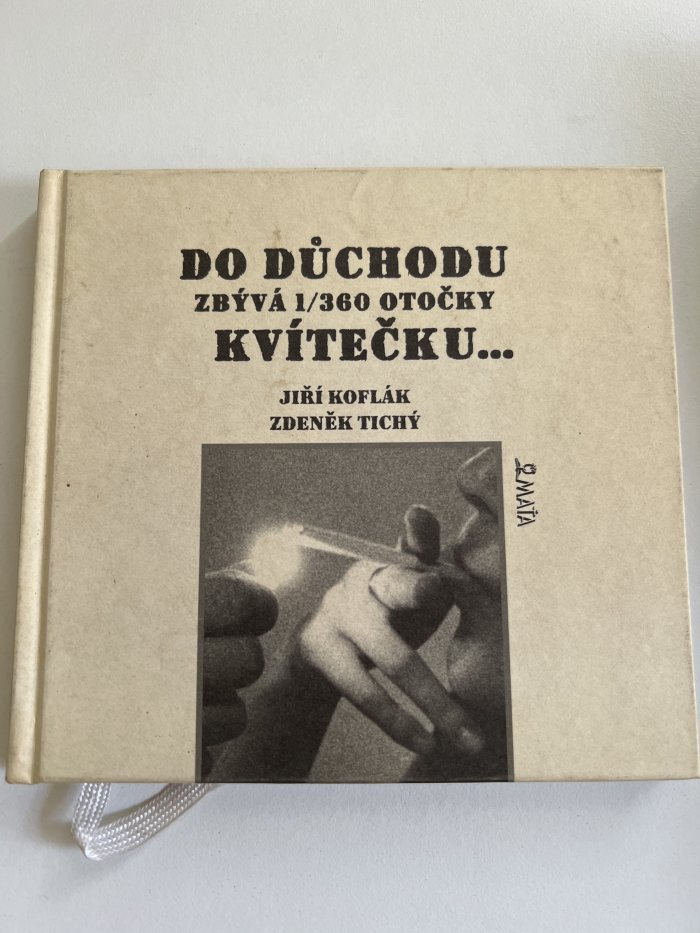 DO DŮCHODU
ZBÝVÁ 1/360 OTOČKY
KVÍTEČKU...
JIŘÍ KOFLÁK
ZDENĚK TICHÝ
MAŤA